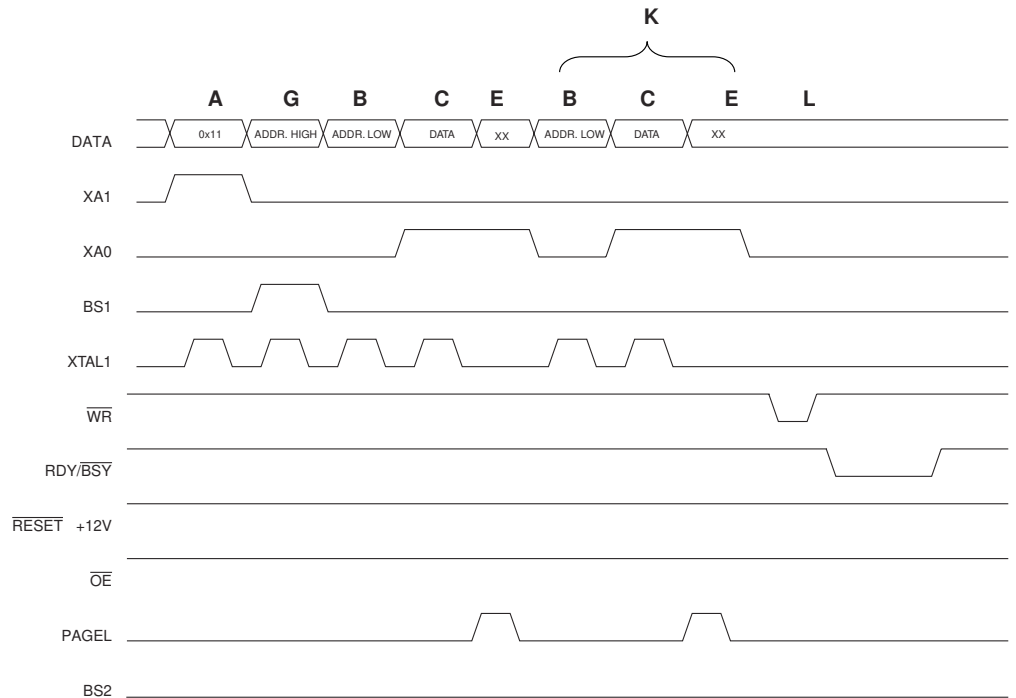 K
A G B C E B C E L
DATA 0x11 ADDR. HIGH ADDR. LOW DATA XX ADDR. LOW DATA XX
XA1
XA0
BS1
XTAL1
WR
RDY/BSY
RESET +12V
OE
PAGEL
BS2